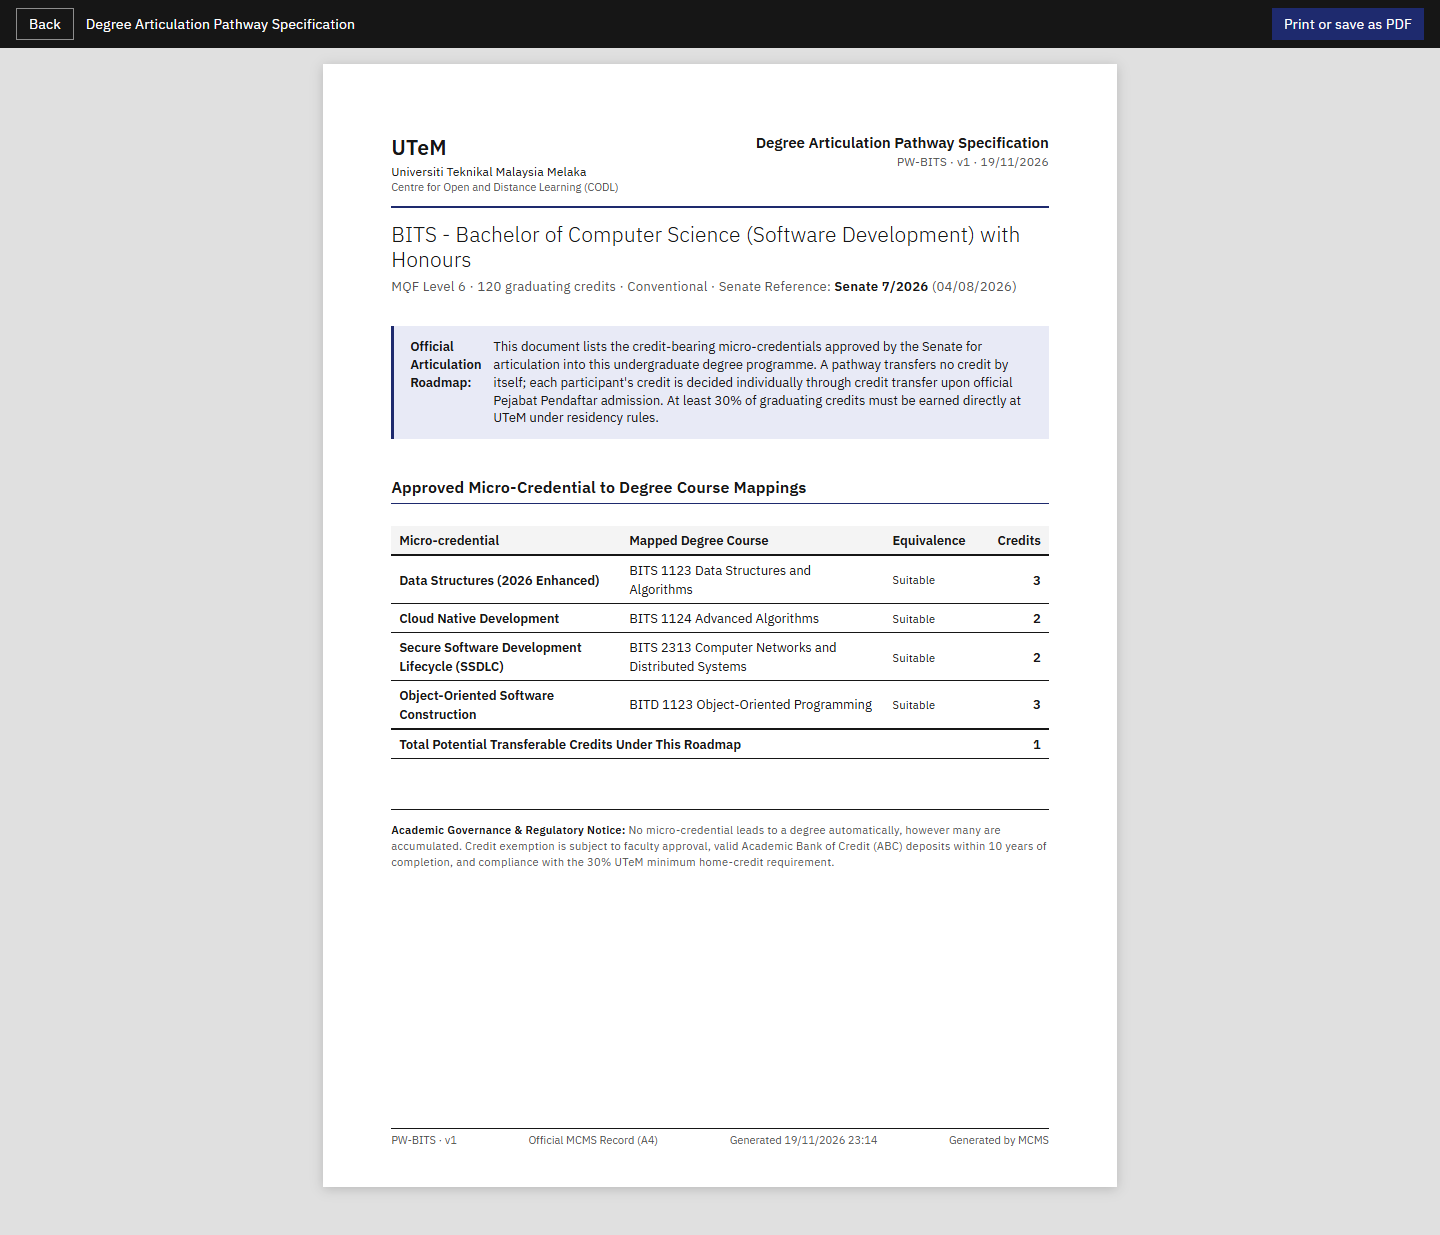 Back
Degree Articulation Pathway Specification
Print or save as PDF
UTeM
Universiti Teknikal Malaysia Melaka
Centre for Open and Distance Learning (CODL)
Degree Articulation Pathway Specification
PW-BITS · v1 · 19/11/2026
BITS - Bachelor of Computer Science (Software Development) with
Honours
MQF Level 6 · 120 graduating credits · Conventional · Senate Reference: Senate 7/2026 (04/08/2026)
Official
Articulation
Roadmap:
This document lists the credit-bearing micro-credentials approved by the Senate for
articulation into this undergraduate degree programme. A pathway transfers no credit by
itself; each participant's credit is decided individually through credit transfer upon official
Pejabat Pendaftar admission. At least 30% of graduating credits must be earned directly at
UTeM under residency rules.
Approved Micro-Credential to Degree Course Mappings
Micro-credential Mapped Degree Course Equivalence Credits
Data Structures (2026 Enhanced)
BITS 1123 Data Structures and
Algorithms
Suitable
3
Cloud Native Development BITS 1124 Advanced Algorithms Suitable 2
Secure Software Development
Lifecycle (SSDLC)
BITS 2313 Computer Networks and
Distributed Systems
Suitable
2
Object-Oriented Software
Construction
BITD 1123 Object-Oriented Programming
Suitable
3
Total Potential Transferable Credits Under This Roadmap 1
Academic Governance & Regulatory Notice: No micro-credential leads to a degree automatically, however many are
accumulated. Credit exemption is subject to faculty approval, valid Academic Bank of Credit (ABC) deposits within 10 years of
completion, and compliance with the 30% UTeM minimum home-credit requirement.
PW-BITS · v1
Official MCMS Record (A4)
Generated 19/11/2026 23:14
Generated by MCMS